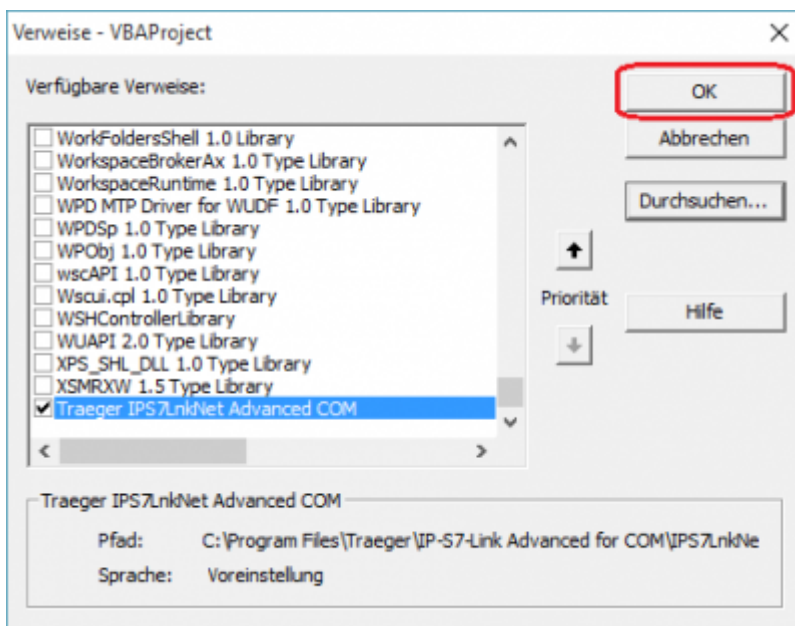 Verweise - VBAProject
Verfügbare Verweise:
OK
WorkFoldersShell 1.0 Library
Abbrechen
WorkspaceBrokerAx 1.0 Type Library
WorkspaceRuntime 1.0 Type Library
WPD MTP Driver for WUDF 1.0 Type Library
Durchsuchen...
WPDSp 1.0 Type Library
WPObj 1.0 Type Library
wscAPI 1.0 Type Library
Wscui.cpl 1.0 Type Library
Priorität
WSHControllerLibrary
Hilfe
WUAPI 2.0 Type Library
XPS_SHL_DLL 1.0 Type Library
XSMRXW 1.5 Type Library
Traeger IPS7LnkNet Advanced COM
Traeger IPS7LnkNet Advanced COM
Pfad: C:\Program Files\Traeger\IP-S7-Link Advanced for COM\IPS7LnkNe
Sprache: Voreinstellung